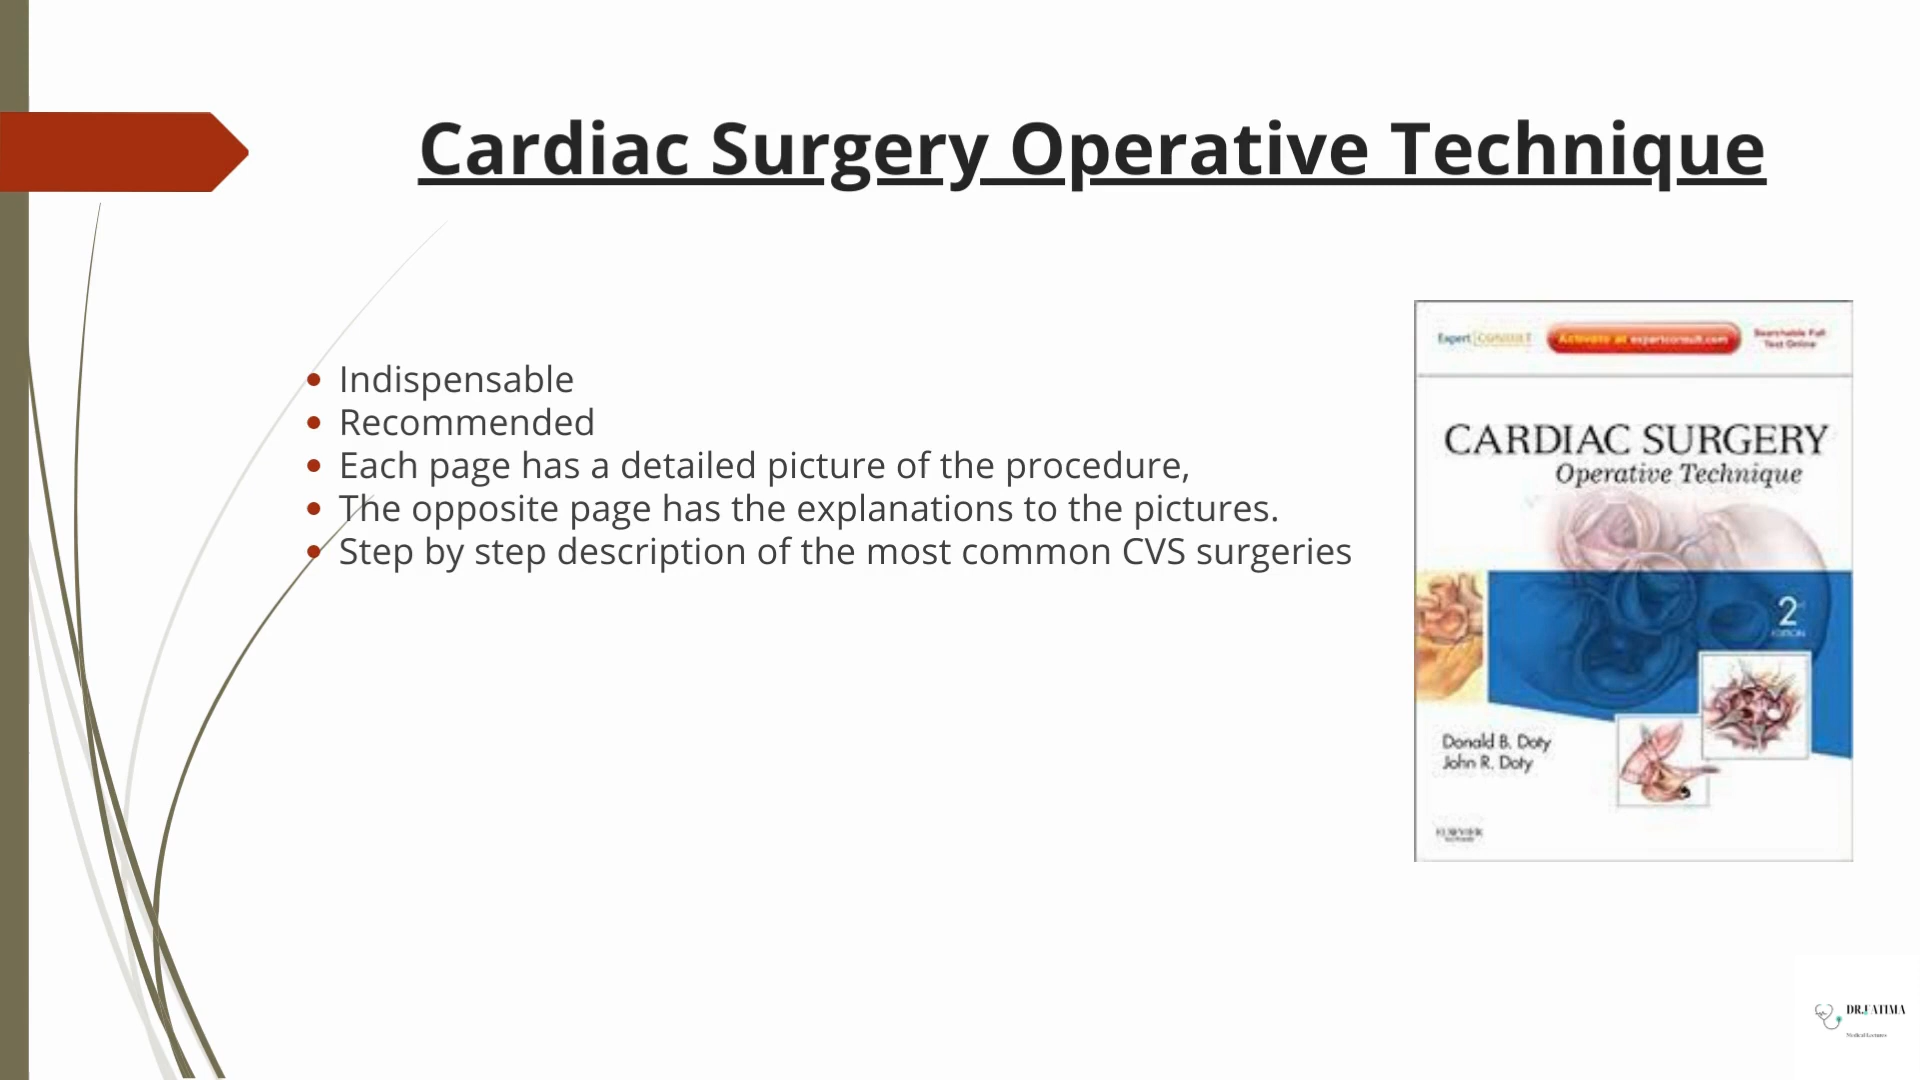 Cardiac Surgery Operative Technique
• Indispensable
• Recommended
• Each page has a detailed picture of the procedure,
• The opposite page has the explanations to the pictures.
• Step by step description of the most common CVS surgeries
Expert CONSULT
Activate at expertconsult.com
Searchable Full
Text Online
CARDIAC SURGERY
Operative Technique
2
EDITION
Donald B. Doty
John R. Doty
ELSEVIER
DR.FATIMA
Medical Lectures